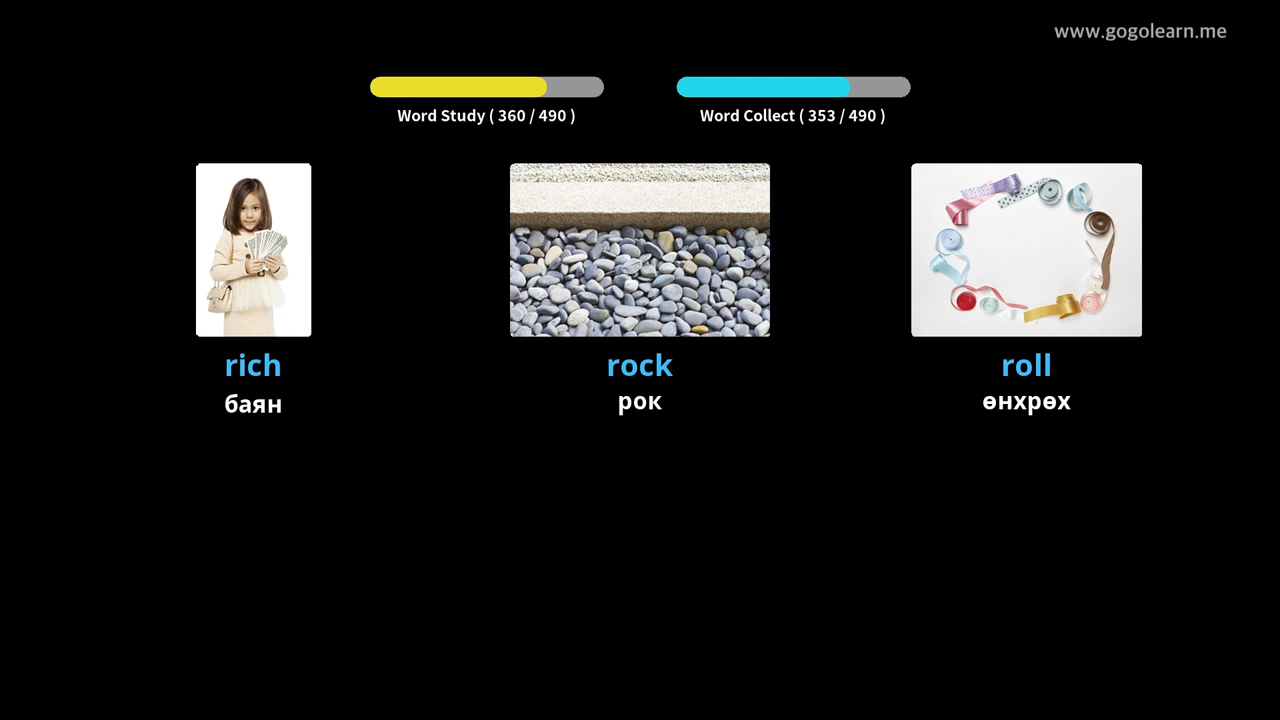 www.gogolearn.me
Word Study ( 360 / 490 )
Word Collect ( 353 / 490 )
rich
баян
rock
рок
roll
өнхрөх